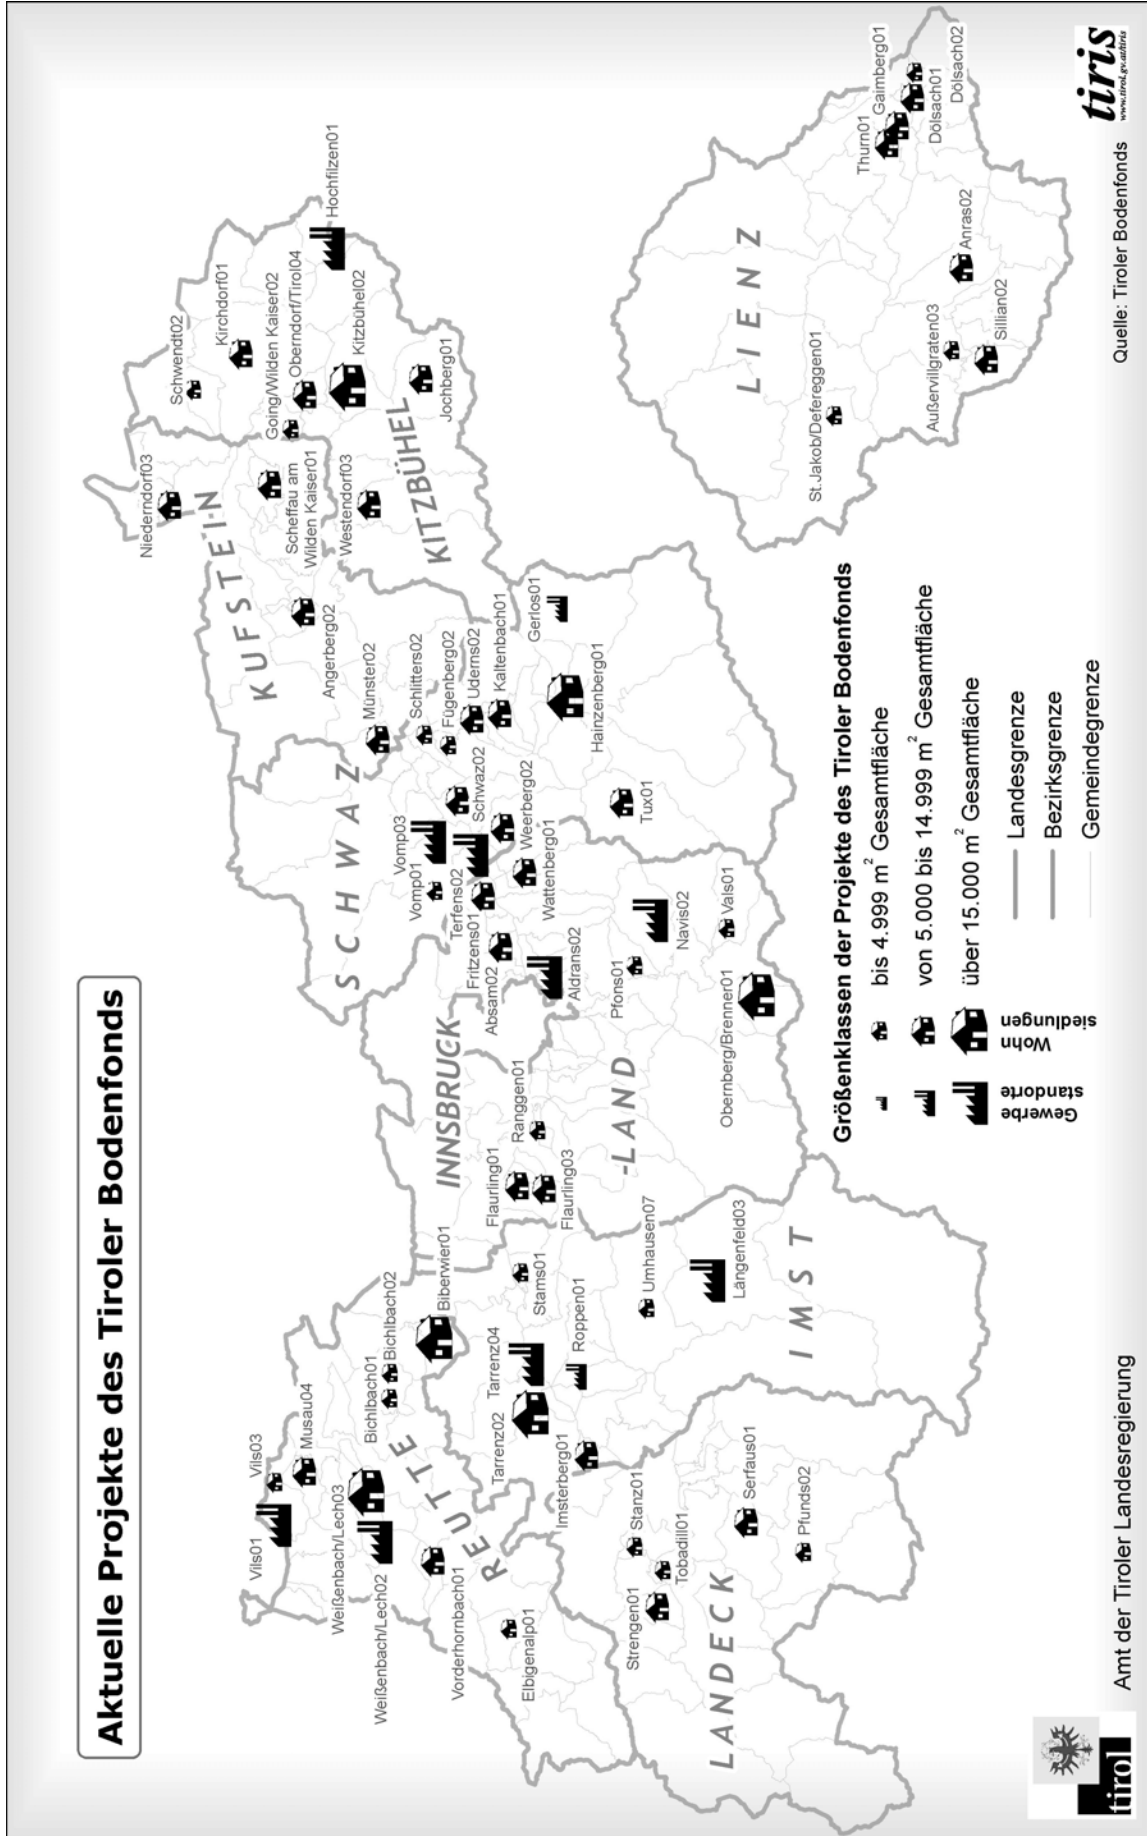 Aktuelle Projekte des Tiroler Bodenfonds
Vils01
Vils03
Musau04
Weißenbach/Lech03
Weißenbach/Lech02
Bichlbach01
Bichlbach02
Biberwier01
Vorderhornbach01
REUTTE
Elbigenalp01
Tarrenz02
Tarrenz04
Imsterberg01
Roppen01
Stams01
Umhausen07
Längenfeld03
IMST
Stanz01
Tobadill01
Strengen01
Serfaus01
Pfunds02
LANDECK
INNSBRUCK
-LAND
Flaurling01
Flaurling03
Ranggen01
Absam02
Fritzens01
Aldrans02
Wattenberg01
Pfons01
Navis02
Vals01
Obernberg/Brenner01
SCHWAZ
Vomp01
Vomp03
Terfens02
Schwaz02
Weerberg02
Schlitters02
Fügenberg02
Uderns02
Kaltenbach01
Hainzenberg01
Gerlos01
Tux01
KUFSTEIN
Münster02
Angerberg02
Niederndorf03
Scheffau am
Wilden Kaiser01
KITZBÜHEL
Westendorf03
Schwendt02
Kirchdorf01
Going/Wilden Kaiser02
Oberndorf/Tirol04
Kitzbühel02
Jochberg01
Hochfilzen01
LIENZ
St.Jakob/Defereggen01
Außervillgraten03
Sillian02
Anras02
Thurn01
Gaimberg01
Dölsach01
Dölsach02
Größenklassen der Projekte des Tiroler Bodenfonds
bis 4.999 m² Gesamtfläche
von 5.000 bis 14.999 m² Gesamtfläche
über 15.000 m² Gesamtfläche
Gewerbe
standorte
Wohn
siedlungen
Landesgrenze
Bezirksgrenze
Gemeindegrenze
tirol
Amt der Tiroler Landesregierung
Quelle: Tiroler Bodenfonds
tiris
www.tirol.gv.at/tiris